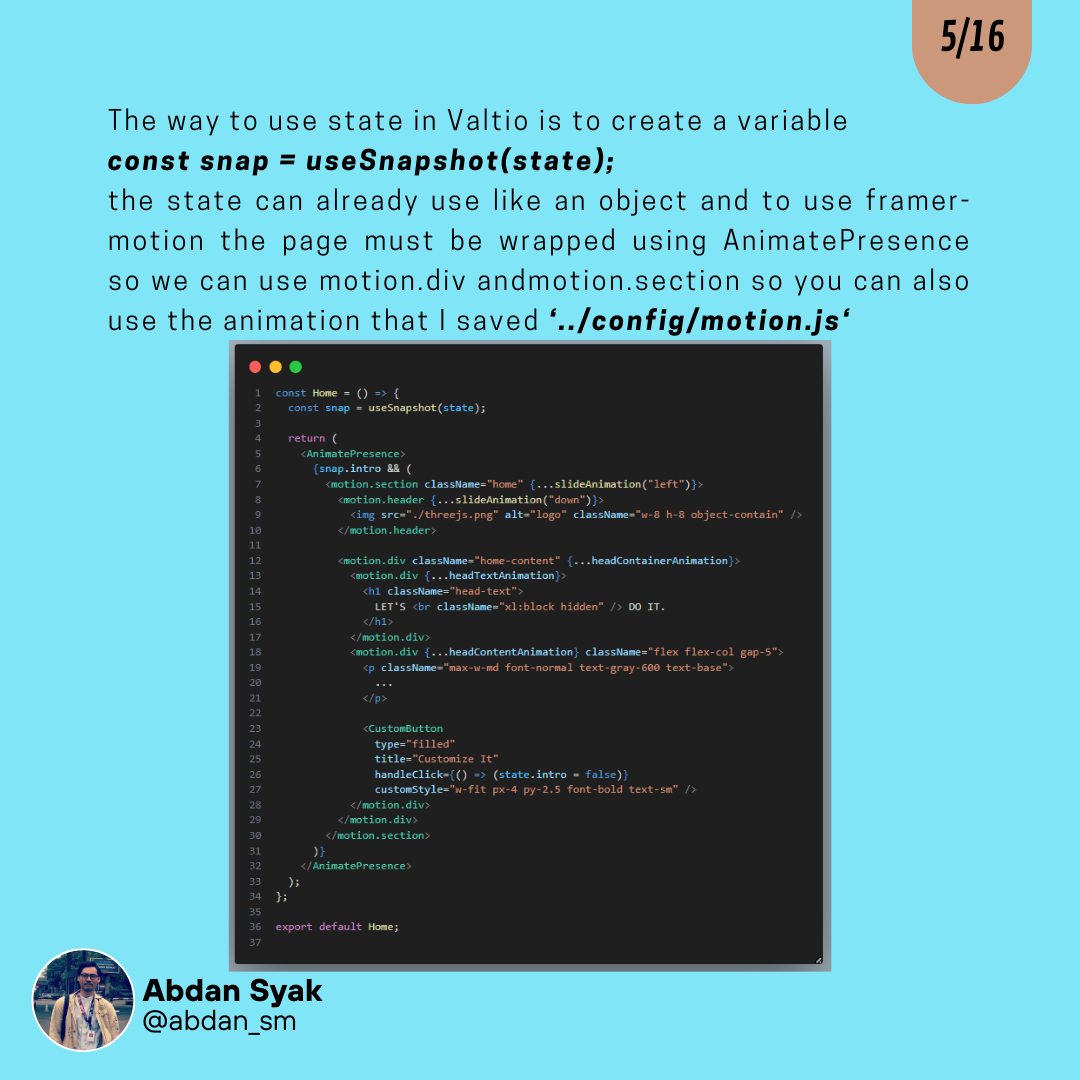 5/16
The way to use state in Valtio is to create a variable
const snap = useSnapshot(state);
the state can already use like an object and to use framer-
motion the page must be wrapped using AnimatePresence
so we can use motion.div andmotion.section so you can also
use the animation that I saved ‘../config/motion.js‘
1 const Home = () => {
2 const snap = useSnapshot(state);
3
4 return (
5 <AnimatePresence>
6 {snap.intro && (
7 <motion.section className="home" {...slideAnimation("left")}>
8 <motion.header {...slideAnimation("down")}>
9 <img src="./threejs.png" alt="logo" className="w-8 h-8 object-contain" />
10 </motion.header>
11
12 <motion.div className="home-content" {...headContainerAnimation}>
13 <motion.div {...headTextAnimation}>
14 <h1 className="head-text">
15 LET'S <br className="xl:block hidden" /> DO IT.
16 </h1>
17 </motion.div>
18 <motion.div {...headContentAnimation} className="flex flex-col gap-5">
19 <p className="max-w-md font-normal text-gray-600 text-base">
20 ...
21 </p>
22
23 <CustomButton
24 type="filled"
25 title="Customize It"
26 handleClick={() => (state.intro = false)}
27 customStyle="w-fit px-4 py-2.5 font-bold text-sm" />
28 </motion.div>
29 </motion.div>
30 </motion.section>
31 )}
32 </AnimatePresence>
33 );
34 };
35
36 export default Home;
37
Abdan Syak
@abdan_sm